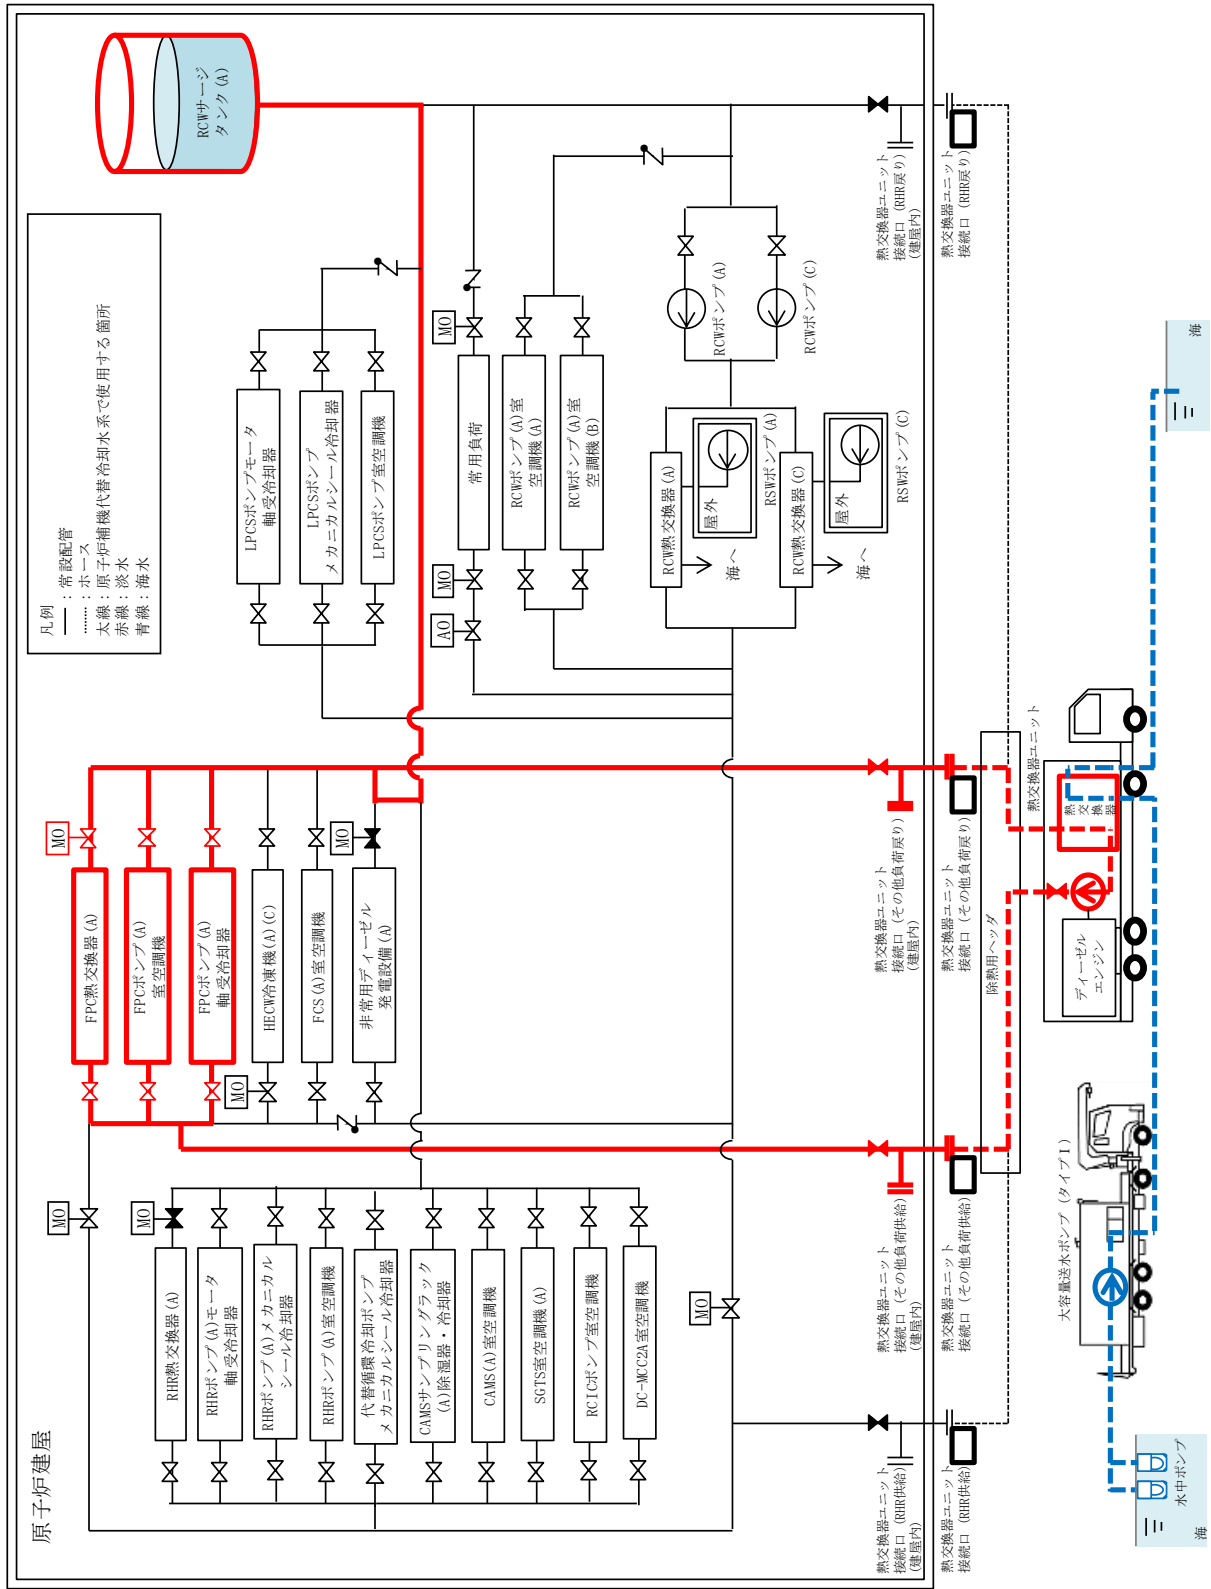 原子炉建屋
凡例
━━ : 常設配管
┈┈ : ホース
太線 : 原子炉補機代替冷却水系で使用する箇所
赤線 : 淡水
青線 : 海水
RCWサージ
タンク(A)
MO
FPC熱交換器(A)
MO
FPCポンプ(A)
室空調機
FPCポンプ(A)
軸受冷却器
MO
HECW冷凍機(A)(C)
FCS(A)室空調機
非常用ディーゼル
発電設備(A)
MO
LPCSポンプモータ
軸受冷却器
LPCSポンプ
メカニカルシール冷却器
LPCSポンプ室空調機
MO
RHR熱交換器(A)
RHRポンプ(A)モータ
軸受冷却器
RHRポンプ(A)メカニカル
シール冷却器
RHRポンプ(A)室空調機
代替循環冷却ポンプ
メカニカルシール冷却器
CAMSサンプリングラック
(A)除湿器・冷却器
CAMS(A)室空調機
SGTS室空調機(A)
RCICポンプ室空調機
DC-MCC2A室空調機
AO
MO
常用負荷
MO
RCWポンプ(A)室
空調機(A)
RCWポンプ(A)室
空調機(B)
RCW熱交換器(A)
海へ
屋外
RSWポンプ(A)
RCW熱交換器(C)
海へ
屋外
RSWポンプ(C)
RCWポンプ(A)
RCWポンプ(C)
MO
熱交換器ユニット
接続口(RHR供給)
(建屋内)
熱交換器ユニット
接続口(RHR供給)
熱交換器ユニット
接続口(その他負荷供給)
(建屋内)
熱交換器ユニット
接続口(その他負荷供給)
熱交換器ユニット
接続口(その他負荷戻り)
(建屋内)
熱交換器ユニット
接続口(その他負荷戻り)
熱交換器ユニット
接続口(RHR戻り)
(建屋内)
熱交換器ユニット
接続口(RHR戻り)
除熱用ヘッダ
熱交換器ユニット
熱交換器
ディーゼル
エンジン
大容量送水ポンプ(タイプⅠ)
水中ポンプ
海
海